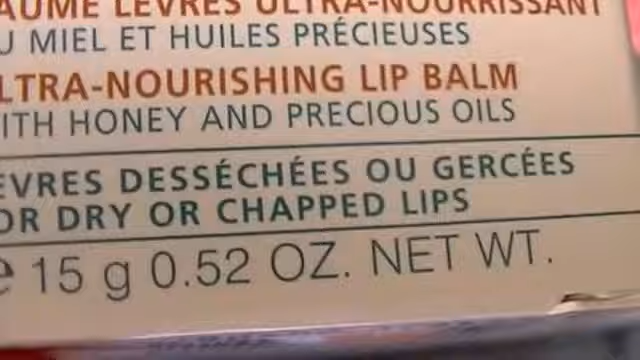 AUME LÈVRES ULTRA-NOURRISSANT
U MIEL ET HUILES PRÉCIEUSES
LTRA-NOURISHING LIP BALM
ITH HONEY AND PRECIOUS OILS
ÈVRES DESSÉCHÉES OU GERCÉES
OR DRY OR CHAPPED LIPS
e 15 g 0.52 OZ. NET WT.